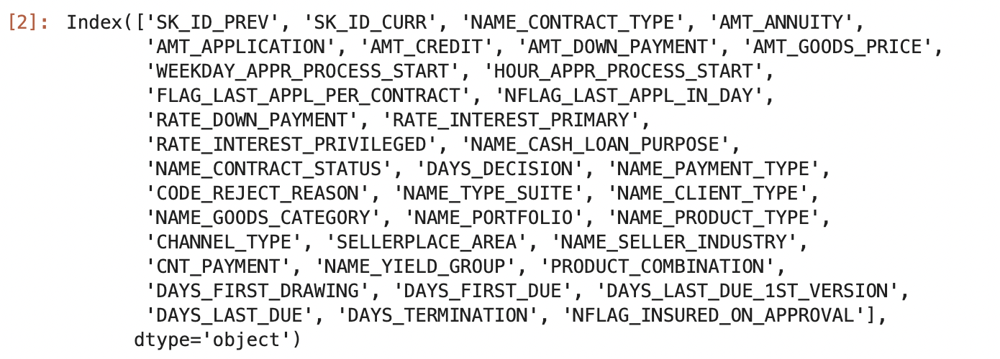 [2]: Index(['SK_ID_PREV', 'SK_ID_CURR', 'NAME_CONTRACT_TYPE', 'AMT_ANNUITY',
'AMT_APPLICATION', 'AMT_CREDIT', 'AMT_DOWN_PAYMENT', 'AMT_GOODS_PRICE',
'WEEKDAY_APPR_PROCESS_START', 'HOUR_APPR_PROCESS_START',
'FLAG_LAST_APPL_PER_CONTRACT', 'NFLAG_LAST_APPL_IN_DAY',
'RATE_DOWN_PAYMENT', 'RATE_INTEREST_PRIMARY',
'RATE_INTEREST_PRIVILEGED', 'NAME_CASH_LOAN_PURPOSE',
'NAME_CONTRACT_STATUS', 'DAYS_DECISION', 'NAME_PAYMENT_TYPE',
'CODE_REJECT_REASON', 'NAME_TYPE_SUITE', 'NAME_CLIENT_TYPE',
'NAME_GOODS_CATEGORY', 'NAME_PORTFOLIO', 'NAME_PRODUCT_TYPE',
'CHANNEL_TYPE', 'SELLERPLACE_AREA', 'NAME_SELLER_INDUSTRY',
'CNT_PAYMENT', 'NAME_YIELD_GROUP', 'PRODUCT_COMBINATION',
'DAYS_FIRST_DRAWING', 'DAYS_FIRST_DUE', 'DAYS_LAST_DUE_1ST_VERSION',
'DAYS_LAST_DUE', 'DAYS_TERMINATION', 'NFLAG_INSURED_ON_APPROVAL'],
dtype='object')